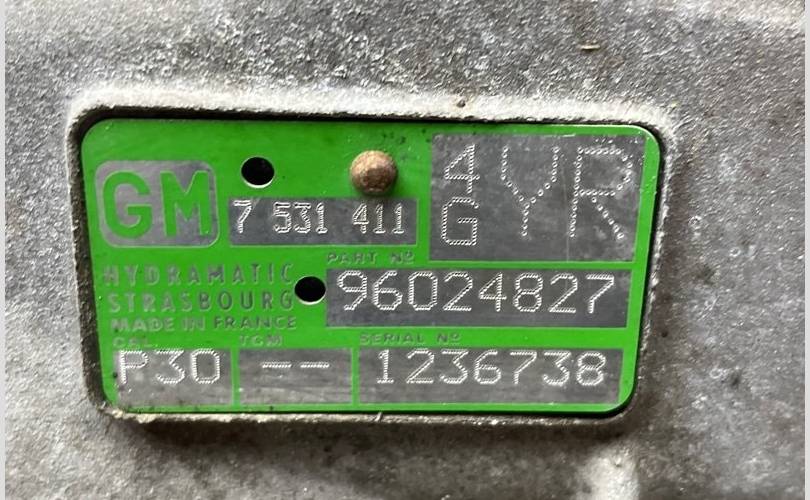 GM
7 531 411
4
G
YR
PART Nº
96024827
HYDRAMATIC
STRASBOURG
MADE IN FRANCE
CAL. TCM SERIAL Nº
P30 -- 1236738